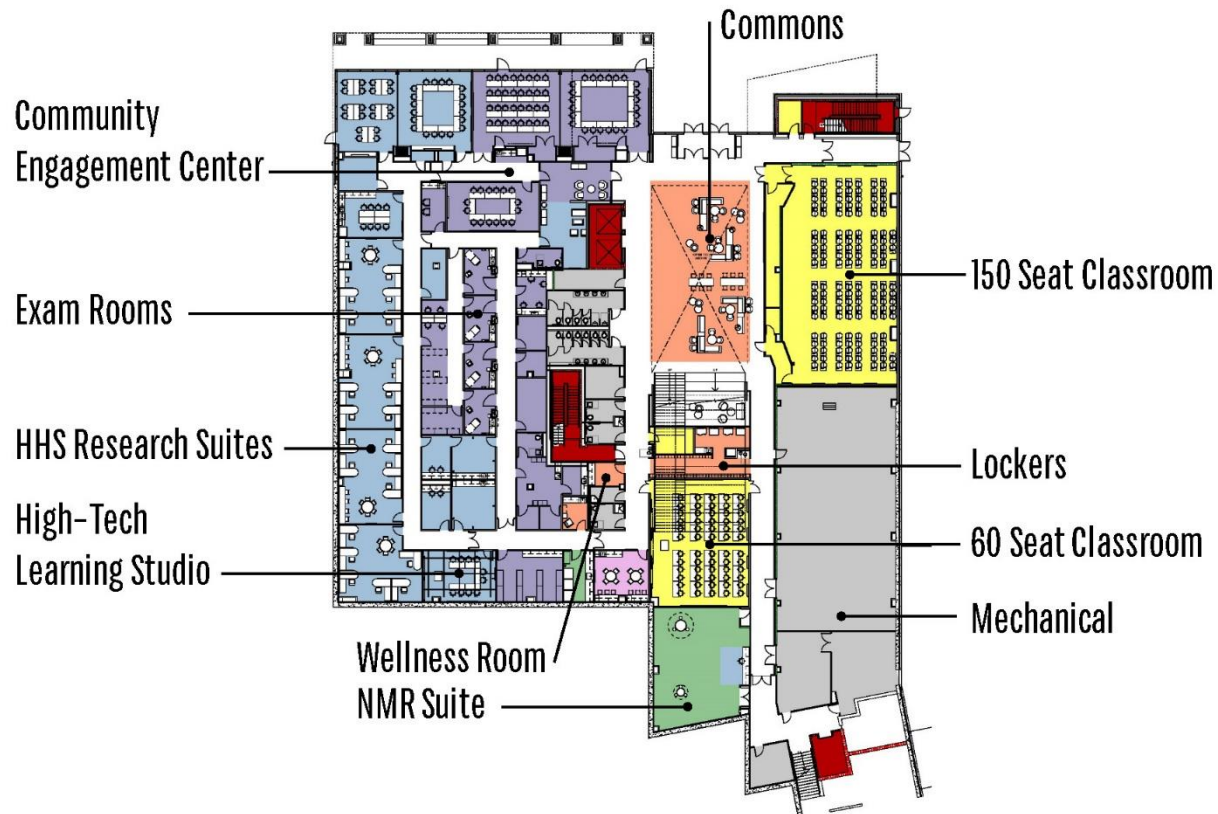 Commons
Community
Engagement Center
150 Seat Classroom
Exam Rooms
HHS Research Suites
Lockers
High-Tech
Learning Studio
60 Seat Classroom
Mechanical
Wellness Room
NMR Suite